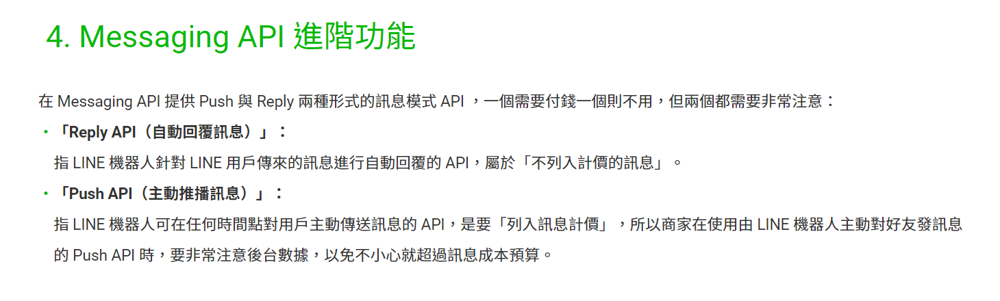 4. Messaging API 進階功能
在 Messaging API 提供 Push 與 Reply 兩種形式的訊息模式 API ，一個需要付錢一個則不用，但兩個都需要非常注意：
•「Reply API（自動回覆訊息）」：
指 LINE 機器人針對 LINE 用戶傳來的訊息進行自動回覆的 API，屬於「不列入計價的訊息」。
•「Push API（主動推播訊息）」：
指 LINE 機器人可在任何時間點對用戶主動傳送訊息的 API，是要「列入訊息計價」，所以商家在使用由 LINE 機器人主動對好友發訊息
的 Push API 時，要非常注意後台數據，以免不小心就超過訊息成本預算。